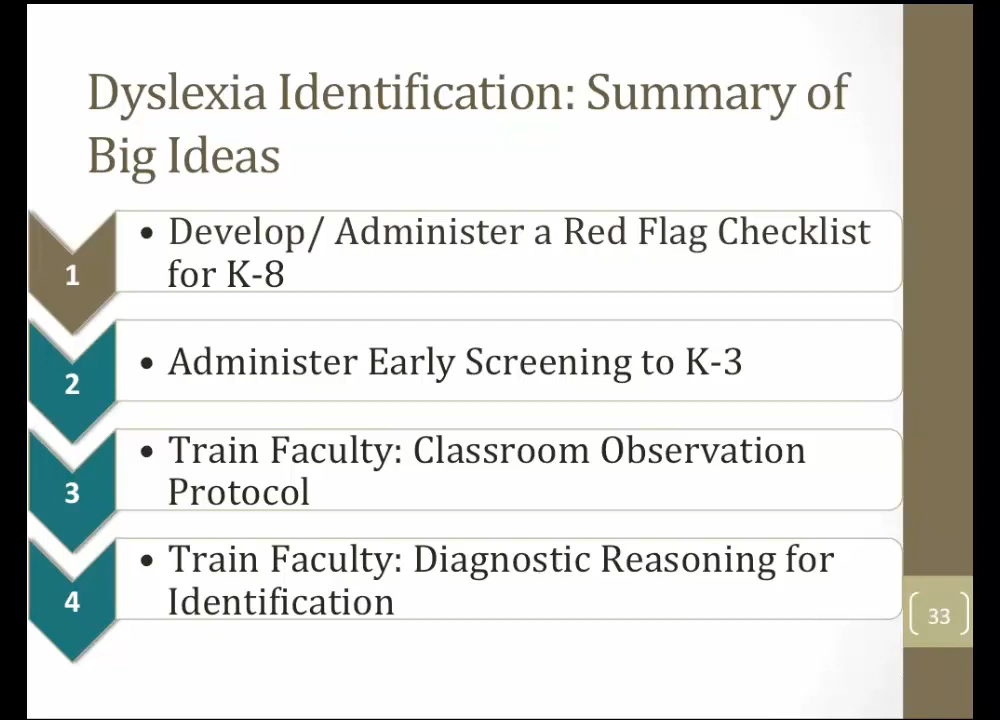 Dyslexia Identification: Summary of
Big Ideas
1
• Develop/ Administer a Red Flag Checklist
for K-8
2
• Administer Early Screening to K-3
3
• Train Faculty: Classroom Observation
Protocol
4
• Train Faculty: Diagnostic Reasoning for
Identification
33